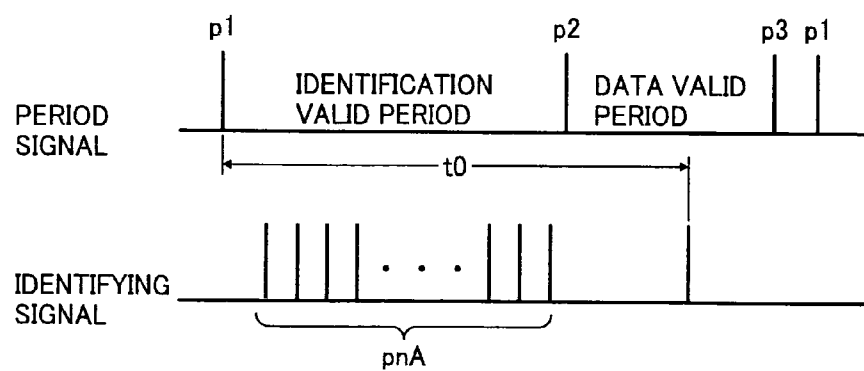 p1
p2
p3 p1
IDENTIFICATION
VALID PERIOD
DATA VALID
PERIOD
PERIOD
SIGNAL
t0
IDENTIFYING
SIGNAL
. . .
pnA